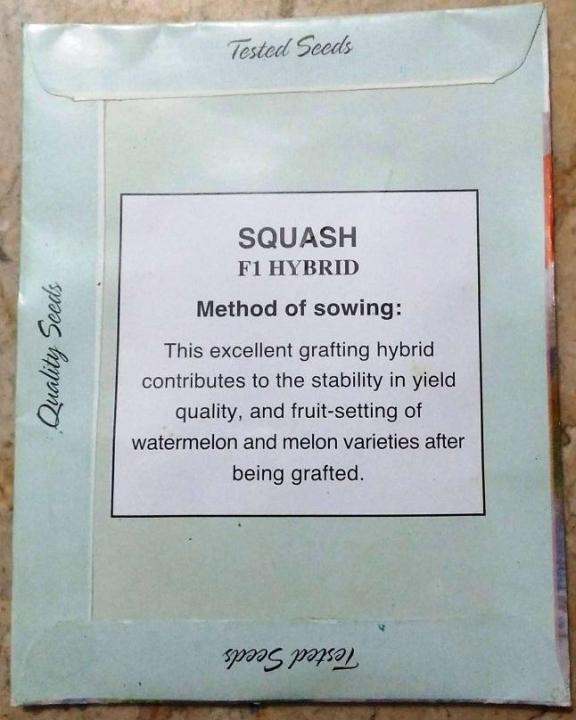 Tested Seeds
Quality Seeds
SQUASH
F1 HYBRID
Method of sowing:
This excellent grafting hybrid
contributes to the stability in yield
quality, and fruit-setting of
watermelon and melon varieties after
being grafted.
Tested Seeds